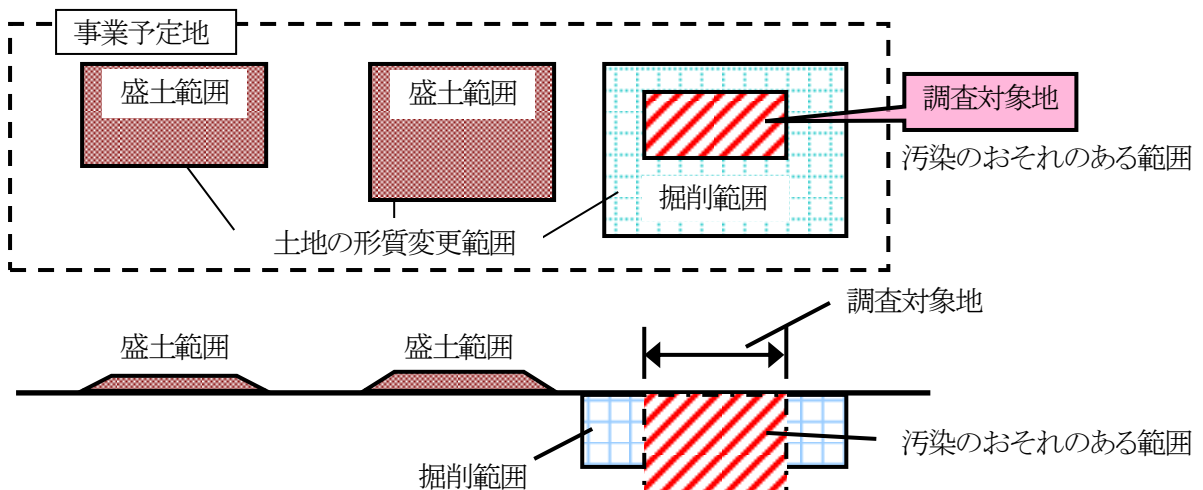 事業予定地
盛土範囲
盛土範囲
調査対象地
汚染のおそれのある範囲
掘削範囲
土地の形質変更範囲
調査対象地
盛土範囲
盛土範囲
汚染のおそれのある範囲
掘削範囲